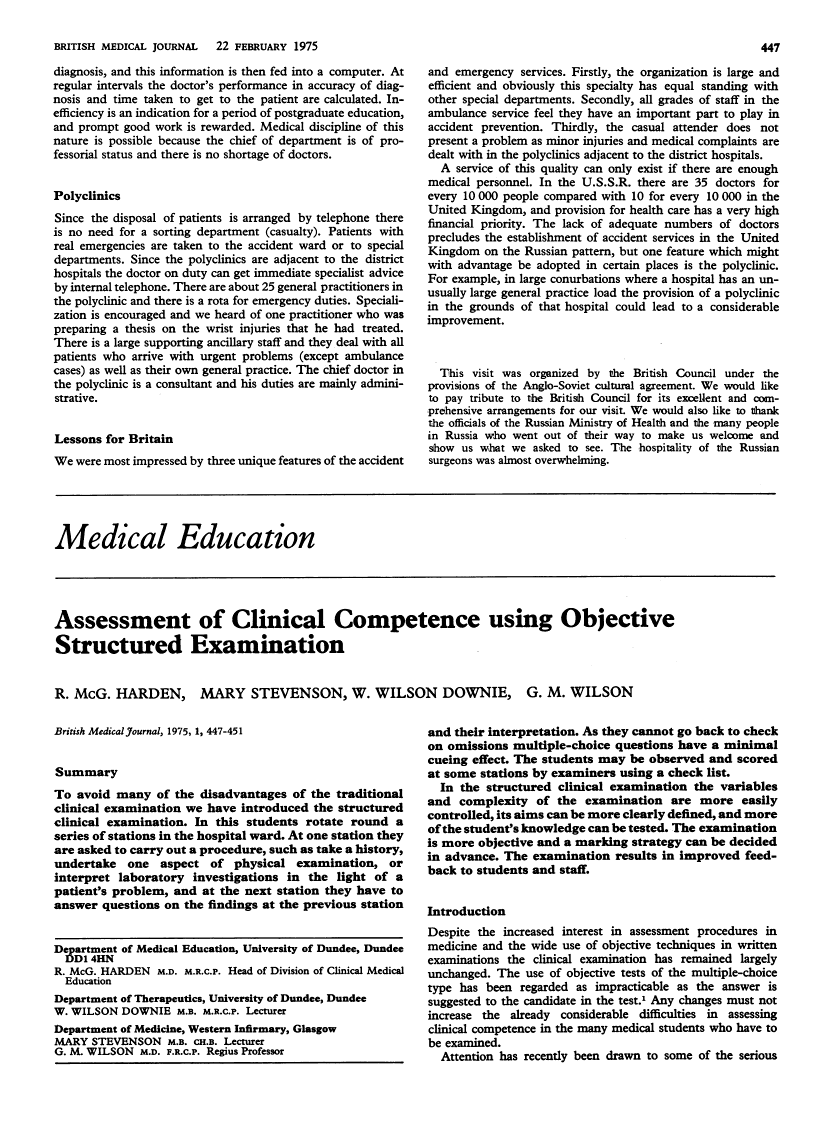 BRITISH MEDICAL JOURNAL 22 FEBRUARY 1975
447
diagnosis, and this information is then fed into a computer. At
regular intervals the doctor's performance in accuracy of diag-
nosis and time taken to get to the patient are calculated. In-
efficiency is an indication for a period of postgraduate education,
and prompt good work is rewarded. Medical discipline of this
nature is possible because the chief of department is of pro-
fessorial status and there is no shortage of doctors.
Polyclinics
Since the disposal of patients is arranged by telephone there
is no need for a sorting department (casualty). Patients with
real emergencies are taken to the accident ward or to special
departments. Since the polyclinics are adjacent to the district
hospitals the doctor on duty can get immediate specialist advice
by internal telephone. There are about 25 general practitioners in
the polyclinic and there is a rota for emergency duties. Speciali-
zation is encouraged and we heard of one practitioner who was
preparing a thesis on the wrist injuries that he had treated.
There is a large supporting ancillary staff and they deal with all
patients who arrive with urgent problems (except ambulance
cases) as well as their own general practice. The chief doctor in
the polyclinic is a consultant and his duties are mainly admini-
strative.
Lessons for Britain
We were most impressed by three unique features of the accident
and emergency services. Firstly, the organization is large and
efficient and obviously this specialty has equal standing with
other special departments. Secondly, all grades of staff in the
ambulance service feel they have an important part to play in
accident prevention. Thirdly, the casual attender does not
present a problem as minor injuries and medical complaints are
dealt with in the polyclinics adjacent to the district hospitals.
A service of this quality can only exist if there are enough
medical personnel. In the U.S.S.R. there are 35 doctors for
every 10 000 people compared with 10 for every 10 000 in the
United Kingdom, and provision for health care has a very high
financial priority. The lack of adequate numbers of doctors
precludes the establishment of accident services in the United
Kingdom on the Russian pattern, but one feature which might
with advantage be adopted in certain places is the polyclinic.
For example, in large conurbations where a hospital has an un-
usually large general practice load the provision of a polyclinic
in the grounds of that hospital could lead to a considerable
improvement.
This visit was organized by the British Council under the
provisions of the Anglo-Soviet cultural agreement. We would like
to pay tribute to the British Council for its excellent and com-
prehensive arrangements for our visit. We would also like to thank
the officials of the Russian Ministry of Health and the many people
in Russia who went out of their way to make us welcome and
show us what we asked to see. The hospitality of the Russian
surgeons was almost overwhelming.
Medical Education
Assessment of Clinical Competence using Objective
Structured Examination
R. McG. HARDEN, MARY STEVENSON, W. WILSON DOWNIE, G. M. WILSON
British Medical Journal, 1975, 1, 447-451
Summary
To avoid many of the disadvantages of the traditional
clinical examination we have introduced the structured
clinical examination. In this students rotate round a
series of stations in the hospital ward. At one station they
are asked to carry out a procedure, such as take a history,
undertake one aspect of physical examination, or
interpret laboratory investigations in the light of a
patient's problem, and at the next station they have to
answer questions on the findings at the previous station
Department of Medical Education, University of Dundee, Dundee
DD1 4HN
R. McG. HARDEN M.D. M.R.C.P. Head of Division of Clinical Medical
Education
Department of Therapeutics, University of Dundee, Dundee
W. WILSON DOWNIE M.B. M.R.C.P. Lecturer
Department of Medicine, Western Infirmary, Glasgow
MARY STEVENSON M.B. CH.B. Lecturer
G. M. WILSON M.D. F.R.C.P. Regius Professor
and their interpretation. As they cannot go back to check
on omissions multiple-choice questions have a minimal
cueing effect. The students may be observed and scored
at some stations by examiners using a check list.
In the structured clinical examination the variables
and complexity of the examination are more easily
controlled, its aims can be more clearly defined, and more
of the student's knowledge can be tested. The examination
is more objective and a marking strategy can be decided
in advance. The examination results in improved feed-
back to students and staff.
Introduction
Despite the increased interest in assessment procedures in
medicine and the wide use of objective techniques in written
examinations the clinical examination has remained largely
unchanged. The use of objective tests of the multiple-choice
type has been regarded as impracticable as the answer is
suggested to the candidate in the test.¹ Any changes must not
increase the already considerable difficulties in assessing
clinical competence in the many medical students who have to
be examined.
Attention has recently been drawn to some of the serious